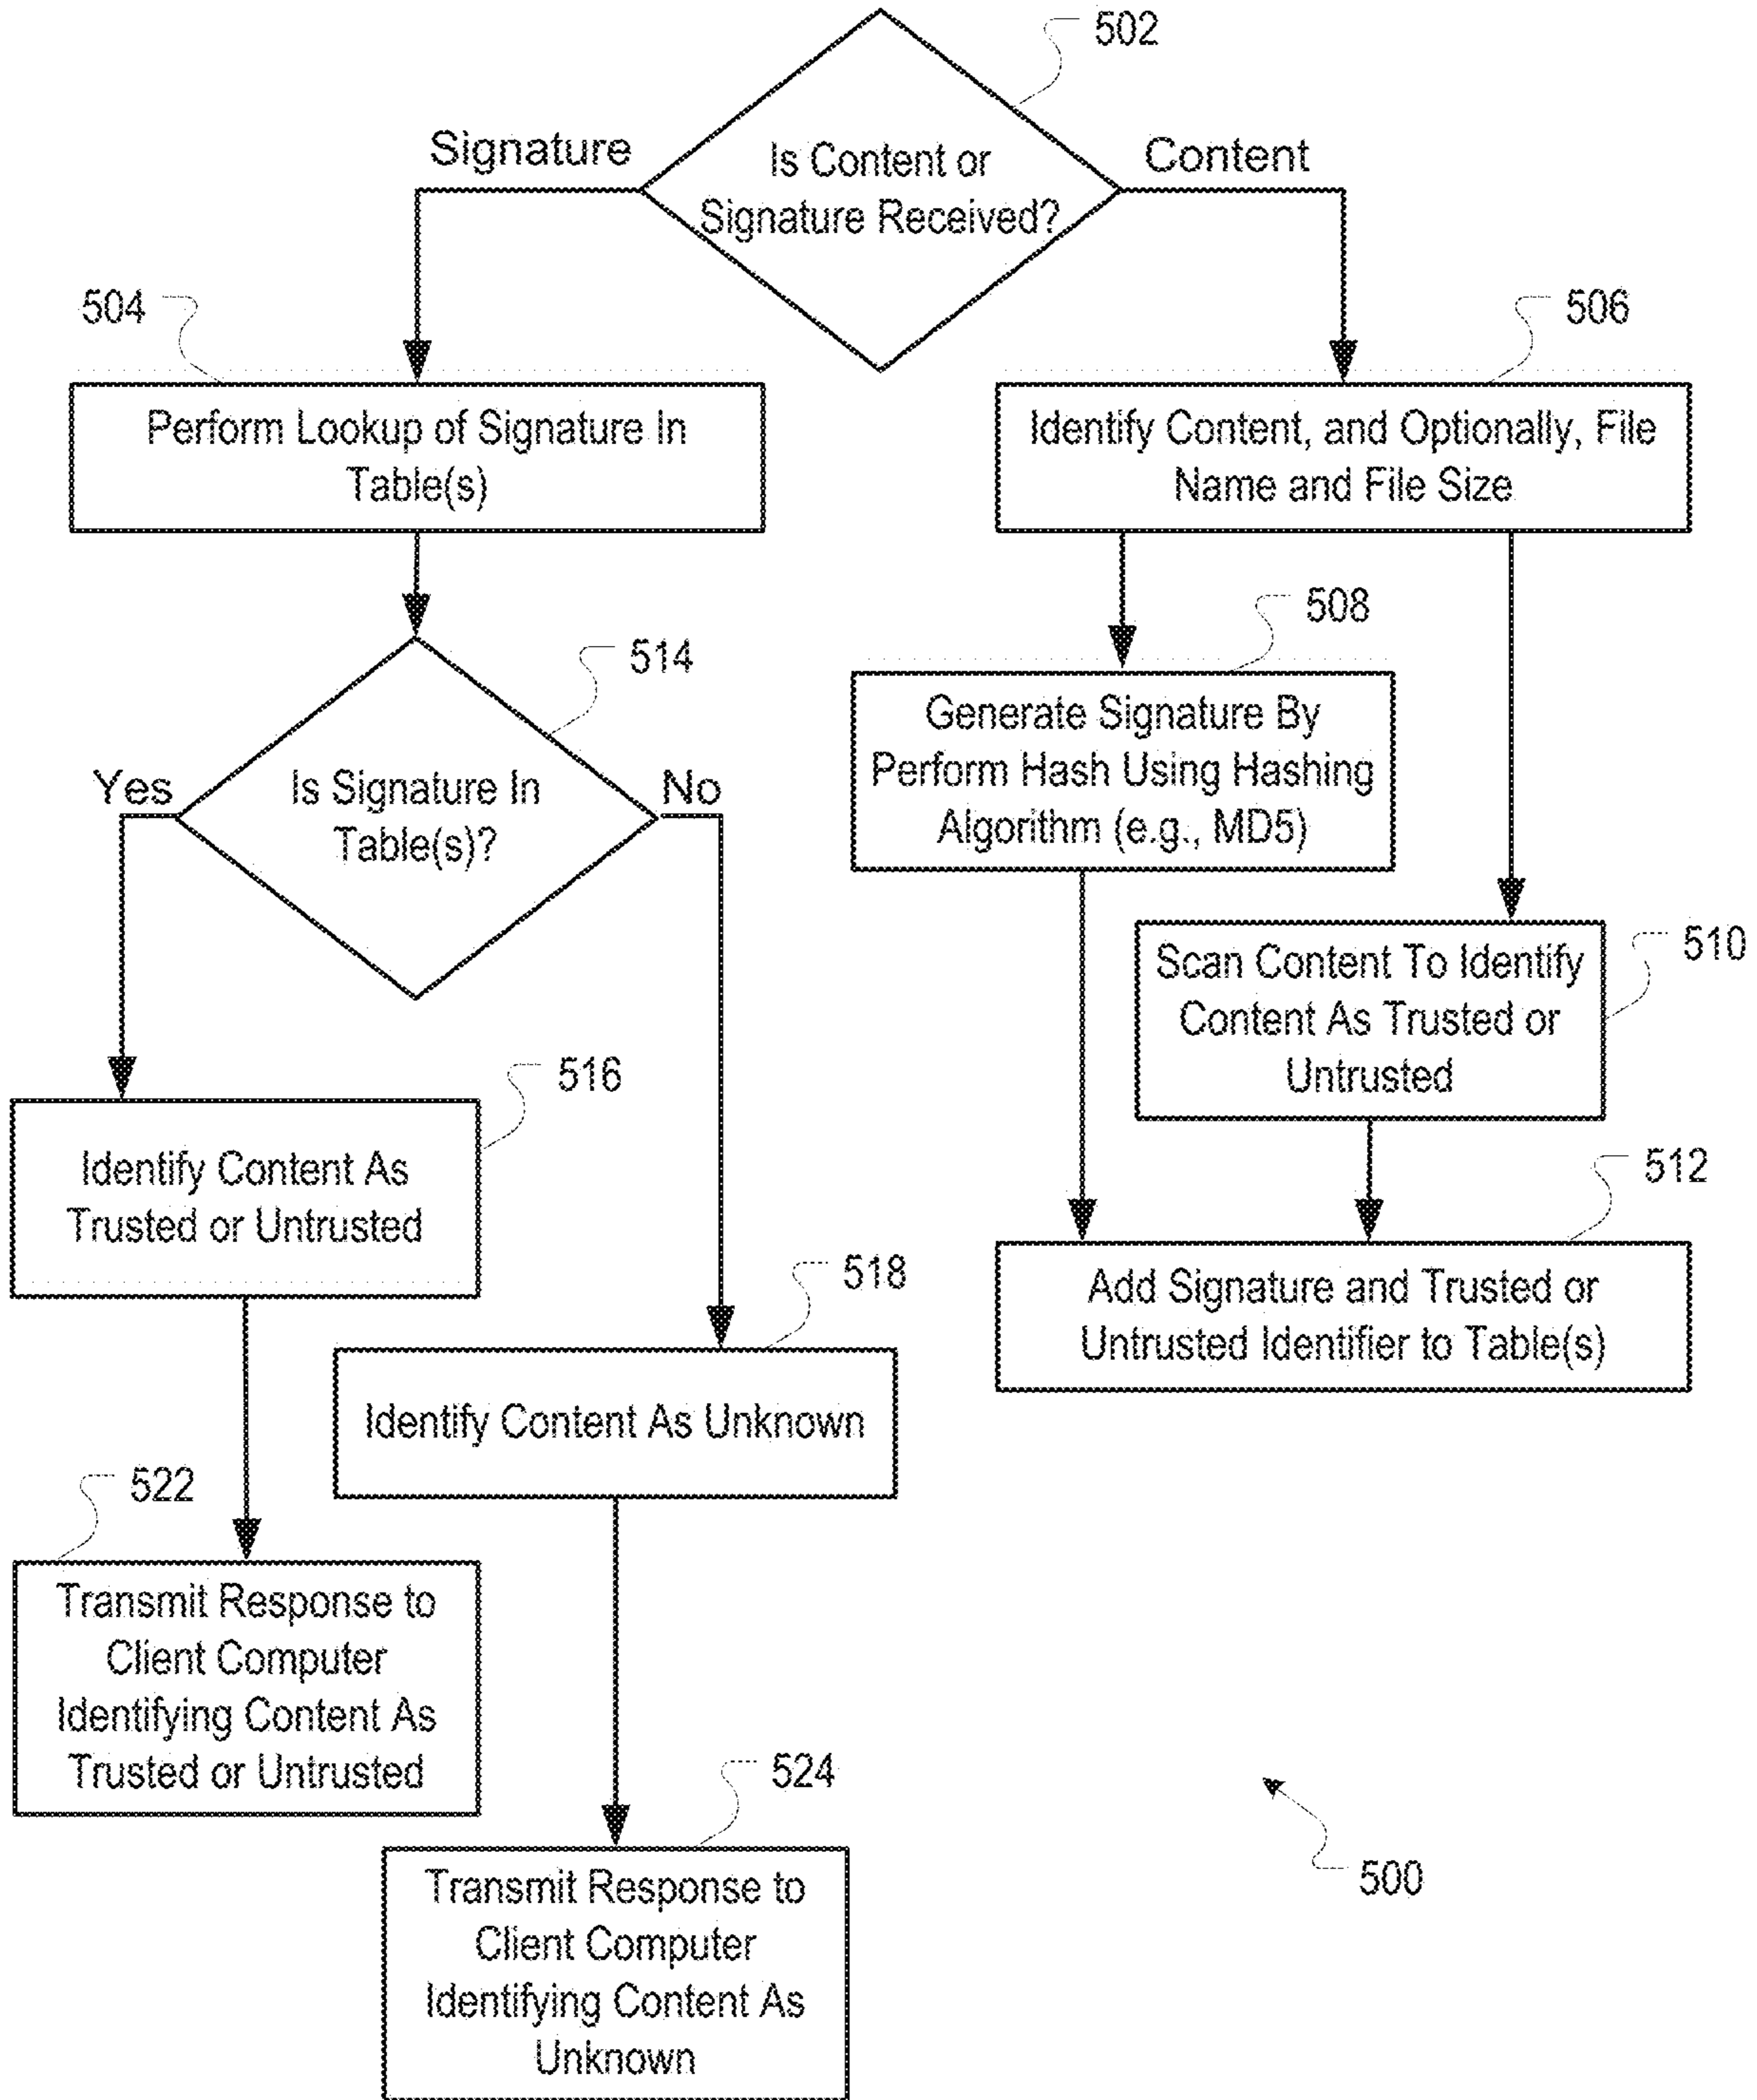 502
Signature
Is Content or
Signature Received?
Content
504
506
Perform Lookup of Signature In
Table(s)
Identify Content, and Optionally, File
Name and File Size
508
514
Generate Signature By
Perform Hash Using Hashing
Algorithm (e.g., MD5)
Yes
Is Signature In
Table(s)?
No
510
Scan Content To Identify
Content As Trusted or
Untrusted
516
Identify Content As
Trusted or Untrusted
512
Add Signature and Trusted or
Untrusted Identifier to Table(s)
518
Identify Content As Unknown
522
Transmit Response to
Client Computer
Identifying Content As
Trusted or Untrusted
524
Transmit Response to
Client Computer
Identifying Content As
Unknown
500